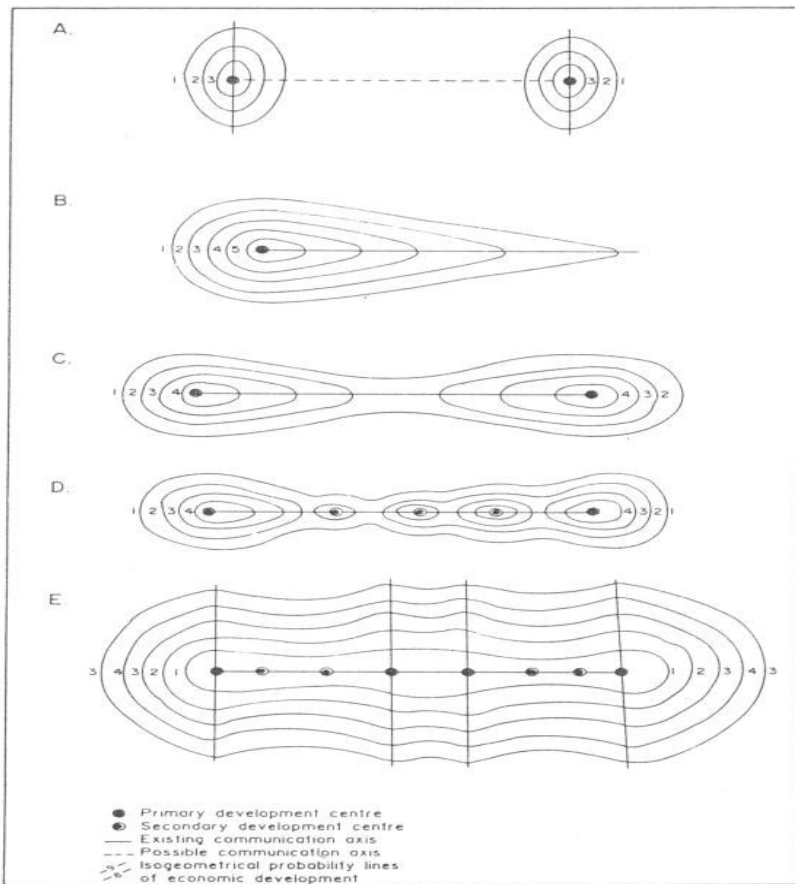 A.
1 2 3 3 2 1
B.
1 2 3 4 5
C.
1 2 3 4 4 3 2
D.
1 2 3 4 4 3 2 1
E
3 4 3 2 1 1 2 3 4 3
Primary development centre
Secondary development centre
Existing communication axis
Possible communication axis
Isogeometrical probability lines
of economic development